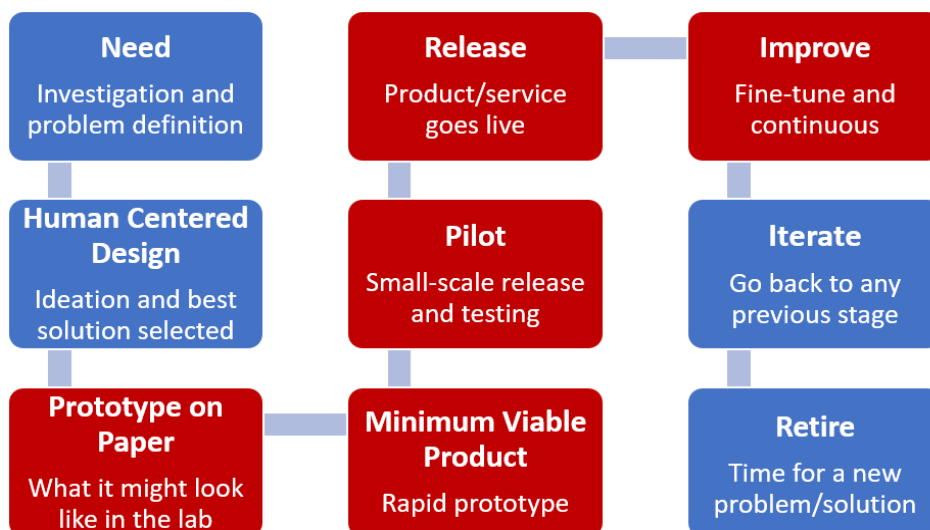 Need
Investigation and
problem definition
Human Centered
Design
Ideation and best
solution selected
Prototype on
Paper
What it might look
like in the lab
Minimum Viable
Product
Rapid prototype
Pilot
Small-scale release
and testing
Release
Product/service
goes live
Improve
Fine-tune and
continuous
Iterate
Go back to any
previous stage
Retire
Time for a new
problem/solution